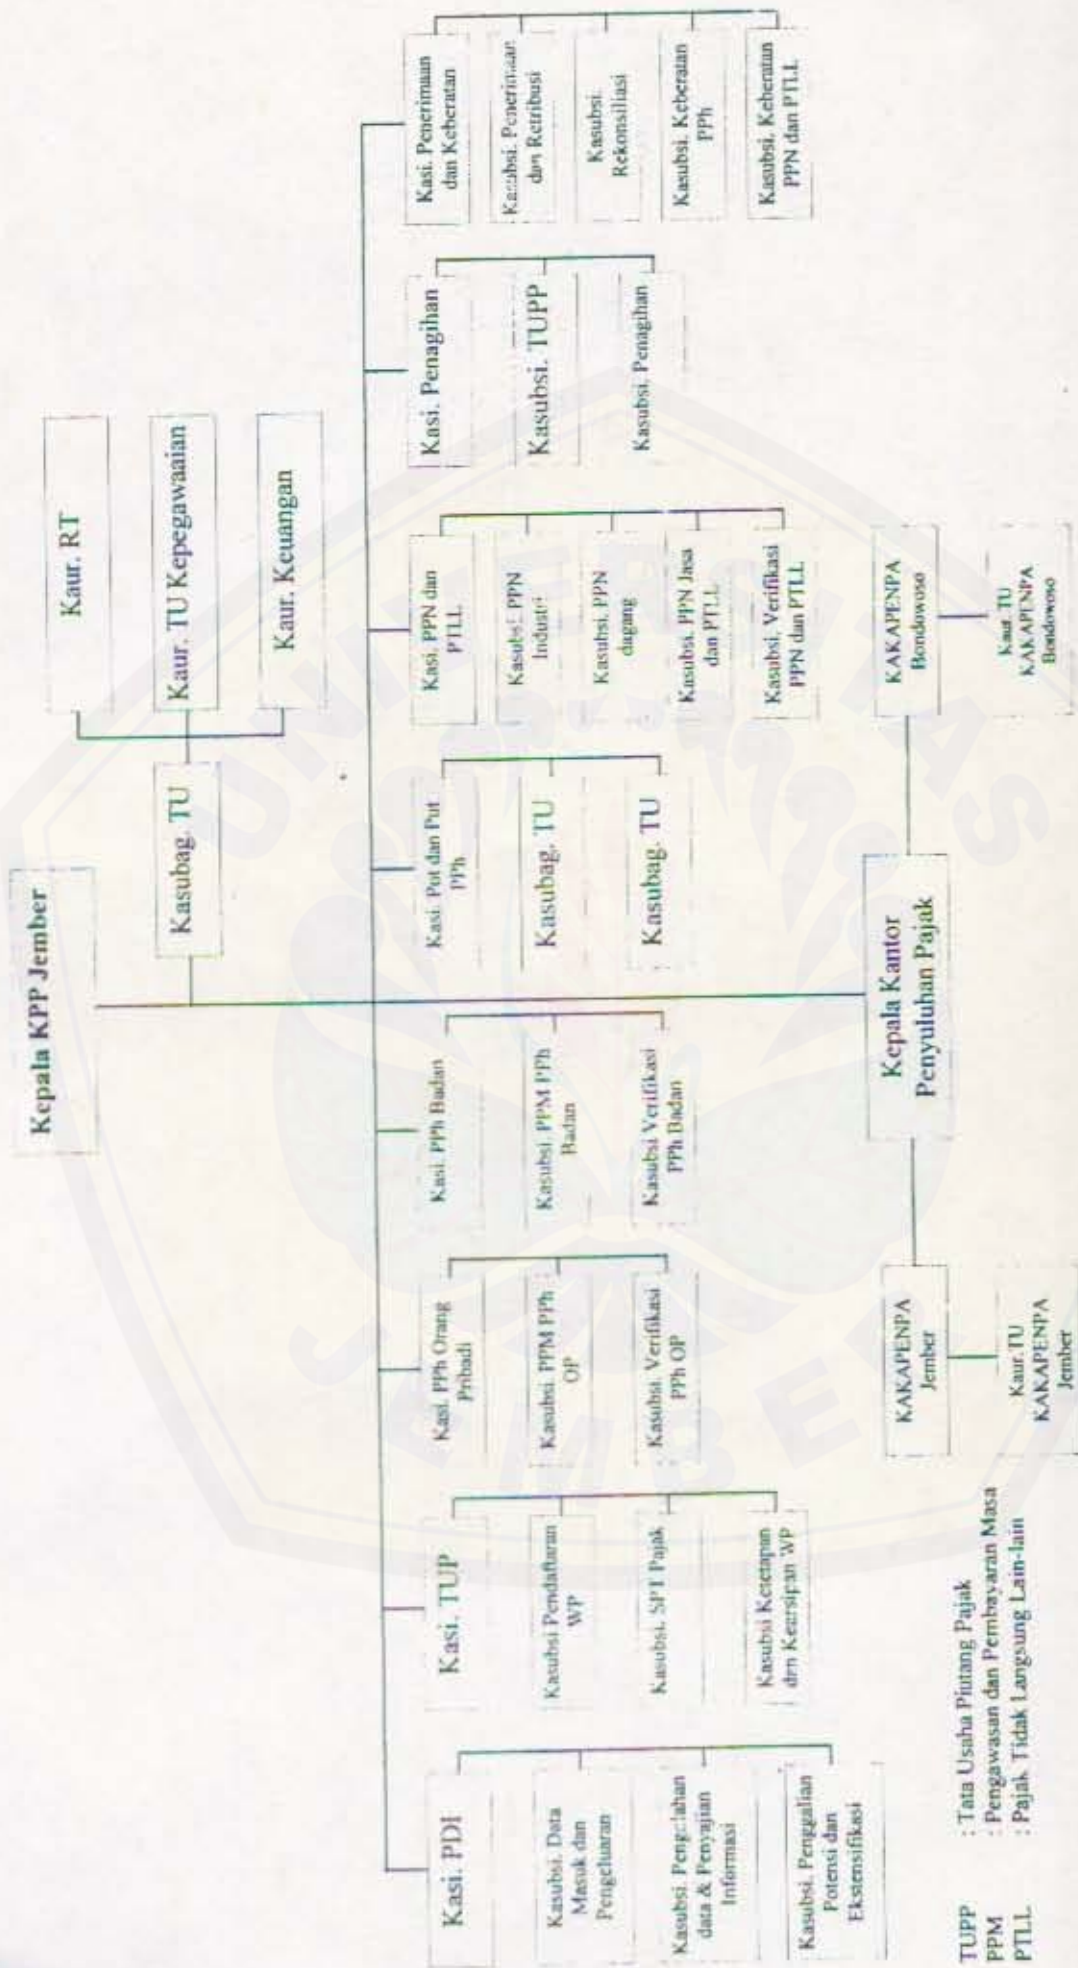 Kepala KPP Jember
Kasubag. TU
Kaur. RT
Kaur. TU Kepegawaaian
Kaur. Keuangan
Kasi. PDI
Kasubsi. Data
Masuk dan
Pengeluaran
Kasubsi. Pengolahan
data & Penyajian
Informasi
Kasubsi. Penggalian
Potensi dan
Ekstensifikasi
Kasi. TUP
Kasubsi Pendaftaran
WP
Kasubsi. SPT Pajak
Kasubsi Ketetapan
dan Kearsipan WP
Kasi. PPh Orang
Pribadi
Kasubsi. PPM PPh
OP
Kasubsi. Verifikasi
PPh OP
Kasi. PPh Badan
Kasubsi. PPM PPh
Badan
Kasubsi Verifikasi
PPh Badan
Kasi. Pot dan Put
PPh
Kasubag. TU
Kasubag. TU
Kasi. PPN dan
PTLL
Kasubsi. PPN
Industri
Kasubsi. PPN
dagang
Kasubsi. PPN Jasa
dan PTLL
Kasubsi. Verifikasi
PPN dan PTLL
Kasi. Penagihan
Kasubsi. TUPP
Kasubsi. Penagihan
Kasi. Penerimaan
dan Keberatan
Kasubsi. Penerimaan
dan Retribusi
Kasubsi.
Rekonsiliasi
Kasubsi. Keberatan
PPh
Kasubsi. Keberatan
PPN dan PTLL
Kepala Kantor
Penyuluhan Pajak
KAKAPENPA
Jember
Kaur.TU
KAKAPENPA
Jember
KAKAPENPA
Bondowoso
Kaur. TU
KAKAPENPA
Bondowoso
TUPP : Tata Usaha Piutang Pajak
PPM : Pengawasan dan Pembayaran Masa
PTLL : Pajak Tidak Langsung Lain-lain
UNIVERSITAS
JEMBER